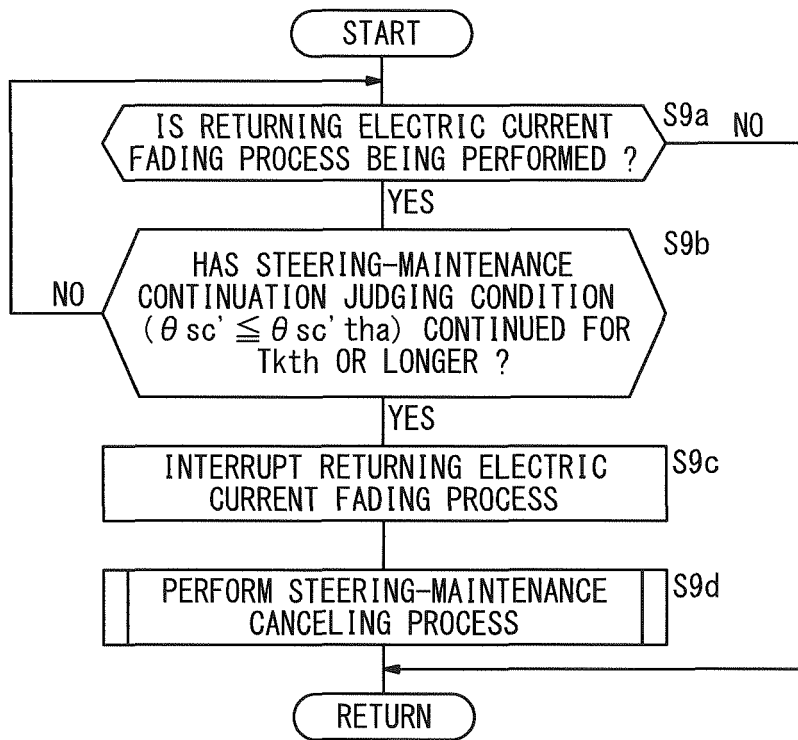 START
IS RETURNING ELECTRIC CURRENT
FADING PROCESS BEING PERFORMED ?
S9a
NO
YES
HAS STEERING-MAINTENANCE
CONTINUATION JUDGING CONDITION
(θsc' ≦ θsc'tha) CONTINUED FOR
Tkth OR LONGER ?
S9b
NO
YES
INTERRUPT RETURNING ELECTRIC
CURRENT FADING PROCESS
S9c
PERFORM STEERING-MAINTENANCE
CANCELING PROCESS
S9d
RETURN